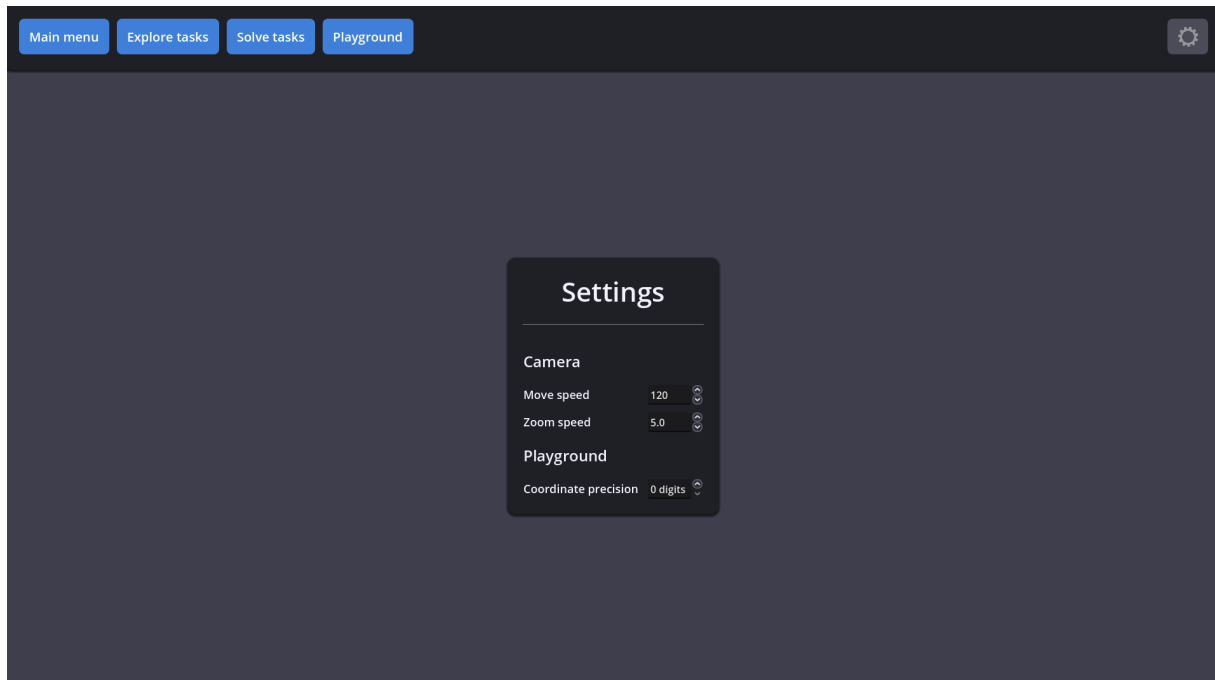 Main menu Explore tasks Solve tasks Playground
Settings
Camera
Move speed 120
Zoom speed 5.0
Playground
Coordinate precision 0 digits